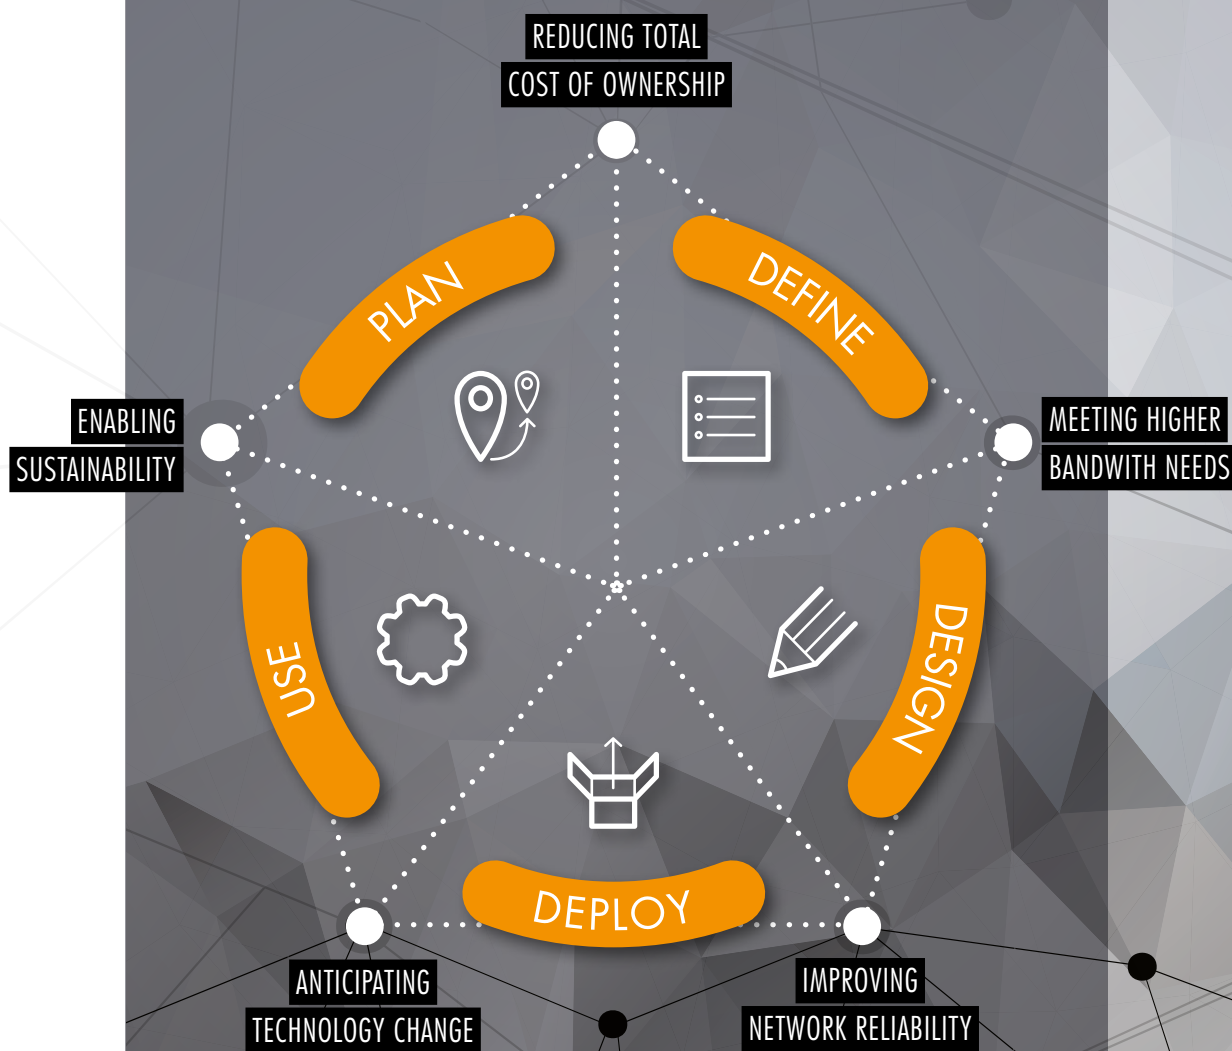 REDUCING TOTAL
COST OF OWNERSHIP
PLAN
DEFINE
ENABLING
SUSTAINABILITY
MEETING HIGHER
BANDWITH NEEDS
USE
DESIGN
DEPLOY
ANTICIPATING
TECHNOLOGY CHANGE
IMPROVING
NETWORK RELIABILITY